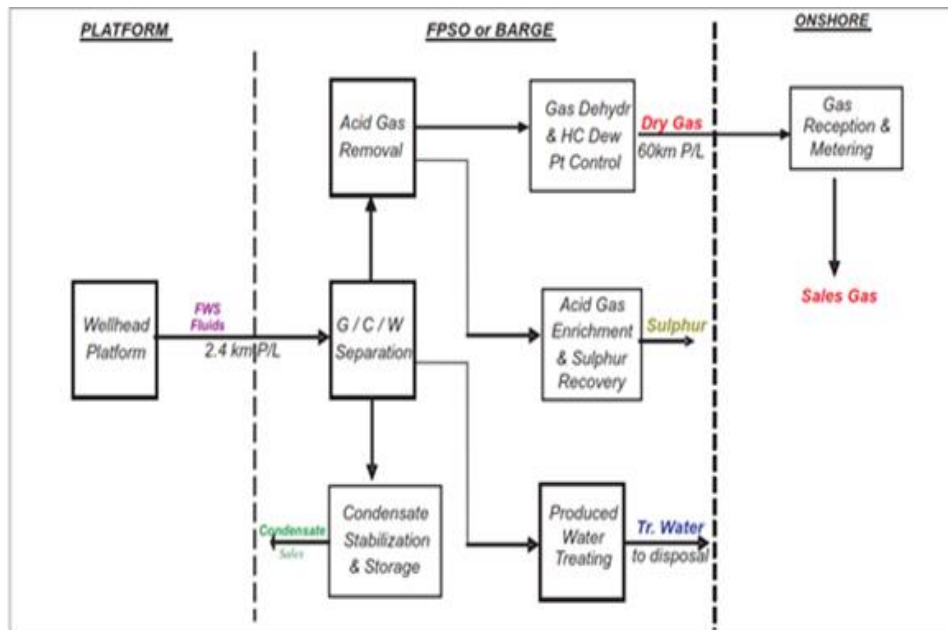 PLATFORM
FPSO or BARGE
ONSHORE
Acid Gas
Removal
Gas Dehydr
& HC Dew
Pt Control
Dry Gas
60km P/L
Gas
Reception &
Metering
Sales Gas
Wellhead
Platform
FWS
Fluids
2.4 km P/L
G / C / W
Separation
Acid Gas
Enrichment
& Sulphur
Recovery
Sulphur
Condensate
Sales
Condensate
Stabilization
& Storage
Produced
Water
Treating
Tr. Water
to disposal